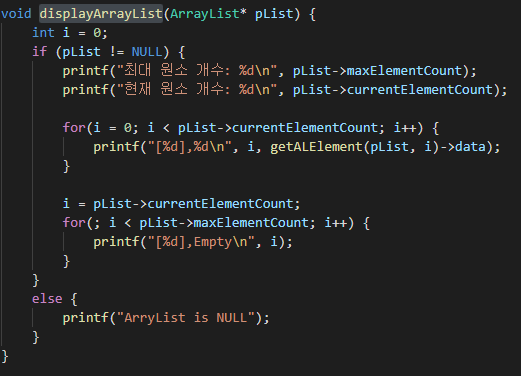 void displayArrayList(ArrayList* pList) {
    int i = 0;
    if (pList != NULL) {
        printf("최대 원소 개수: %d\n", pList->maxElementCount);
        printf("현재 원소 개수: %d\n", pList->currentElementCount);

        for(i = 0; i < pList->currentElementCount; i++) {
            printf("[%d],%d\n", i, getALElement(pList, i)->data);
        }

        i = pList->currentElementCount;
        for(; i < pList->maxElementCount; i++) {
            printf("[%d],Empty\n", i);
        }
    }
    else {
        printf("ArryList is NULL");
    }
}